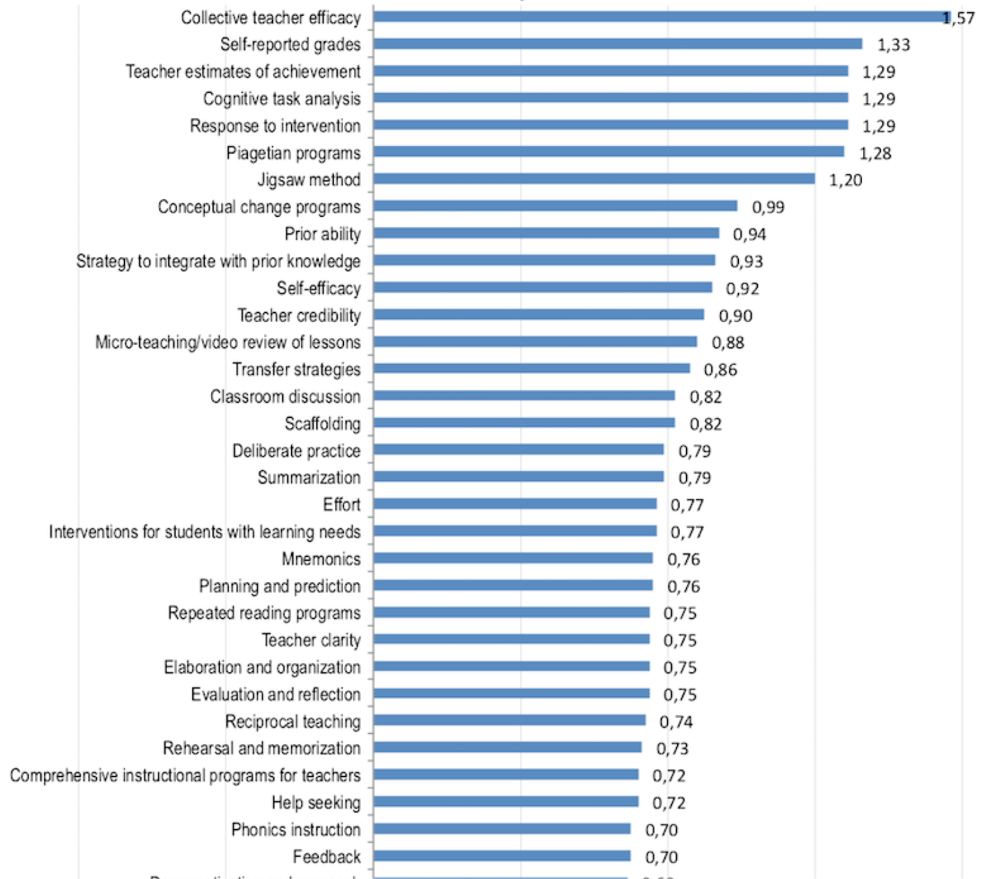 Collective teacher efficacy 1,57
Self-reported grades 1,33
Teacher estimates of achievement 1,29
Cognitive task analysis 1,29
Response to intervention 1,29
Piagetian programs 1,28
Jigsaw method 1,20
Conceptual change programs 0,99
Prior ability 0,94
Strategy to integrate with prior knowledge 0,93
Self-efficacy 0,92
Teacher credibility 0,90
Micro-teaching/video review of lessons 0,88
Transfer strategies 0,86
Classroom discussion 0,82
Scaffolding 0,82
Deliberate practice 0,79
Summarization 0,79
Effort 0,77
Interventions for students with learning needs 0,77
Mnemonics 0,76
Planning and prediction 0,76
Repeated reading programs 0,75
Teacher clarity 0,75
Elaboration and organization 0,75
Evaluation and reflection 0,75
Reciprocal teaching 0,74
Rehearsal and memorization 0,73
Comprehensive instructional programs for teachers 0,72
Help seeking 0,72
Phonics instruction 0,70
Feedback 0,70